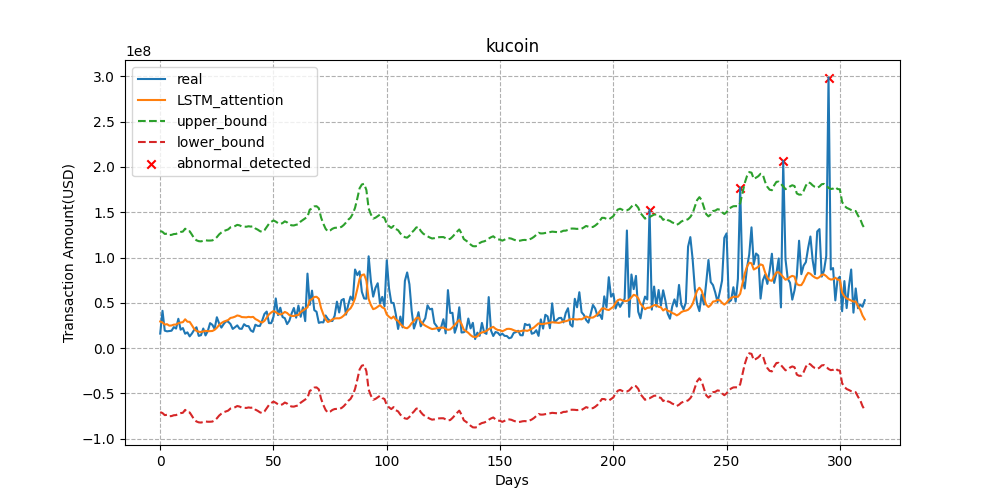 kucoin
1e8
3.0
2.5
2.0
1.5
1.0
0.5
0.0
−0.5
−1.0
Transaction Amount(USD)
real
LSTM_attention
upper_bound
lower_bound
abnormal_detected
0 50 100 150 200 250 300
Days